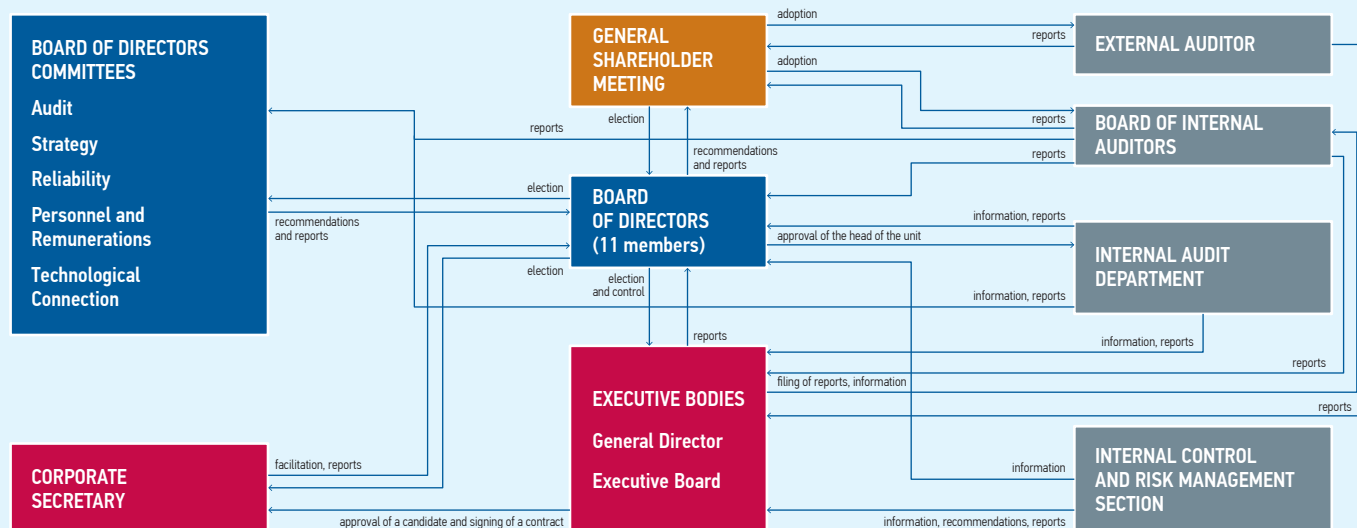 BOARD OF DIRECTORS
COMMITTEES
Audit
Strategy
Reliability
Personnel and
Remunerations
Technological
Connection
GENERAL
SHAREHOLDER
MEETING
adoption
reports
adoption
EXTERNAL AUDITOR
reports
election
recommendations
and reports
reports
reports
BOARD OF INTERNAL
AUDITORS
election
recommendations
and reports
BOARD
OF DIRECTORS
(11 members)
information, reports
approval of the head of the unit
INTERNAL AUDIT
DEPARTMENT
election
election
and control
information, reports
reports
information, reports
reports
filing of reports, information
reports
EXECUTIVE BODIES
General Director
Executive Board
CORPORATE
SECRETARY
facilitation, reports
approval of a candidate and signing of a contract
information
information, recommendations, reports
INTERNAL CONTROL
AND RISK MANAGEMENT
SECTION